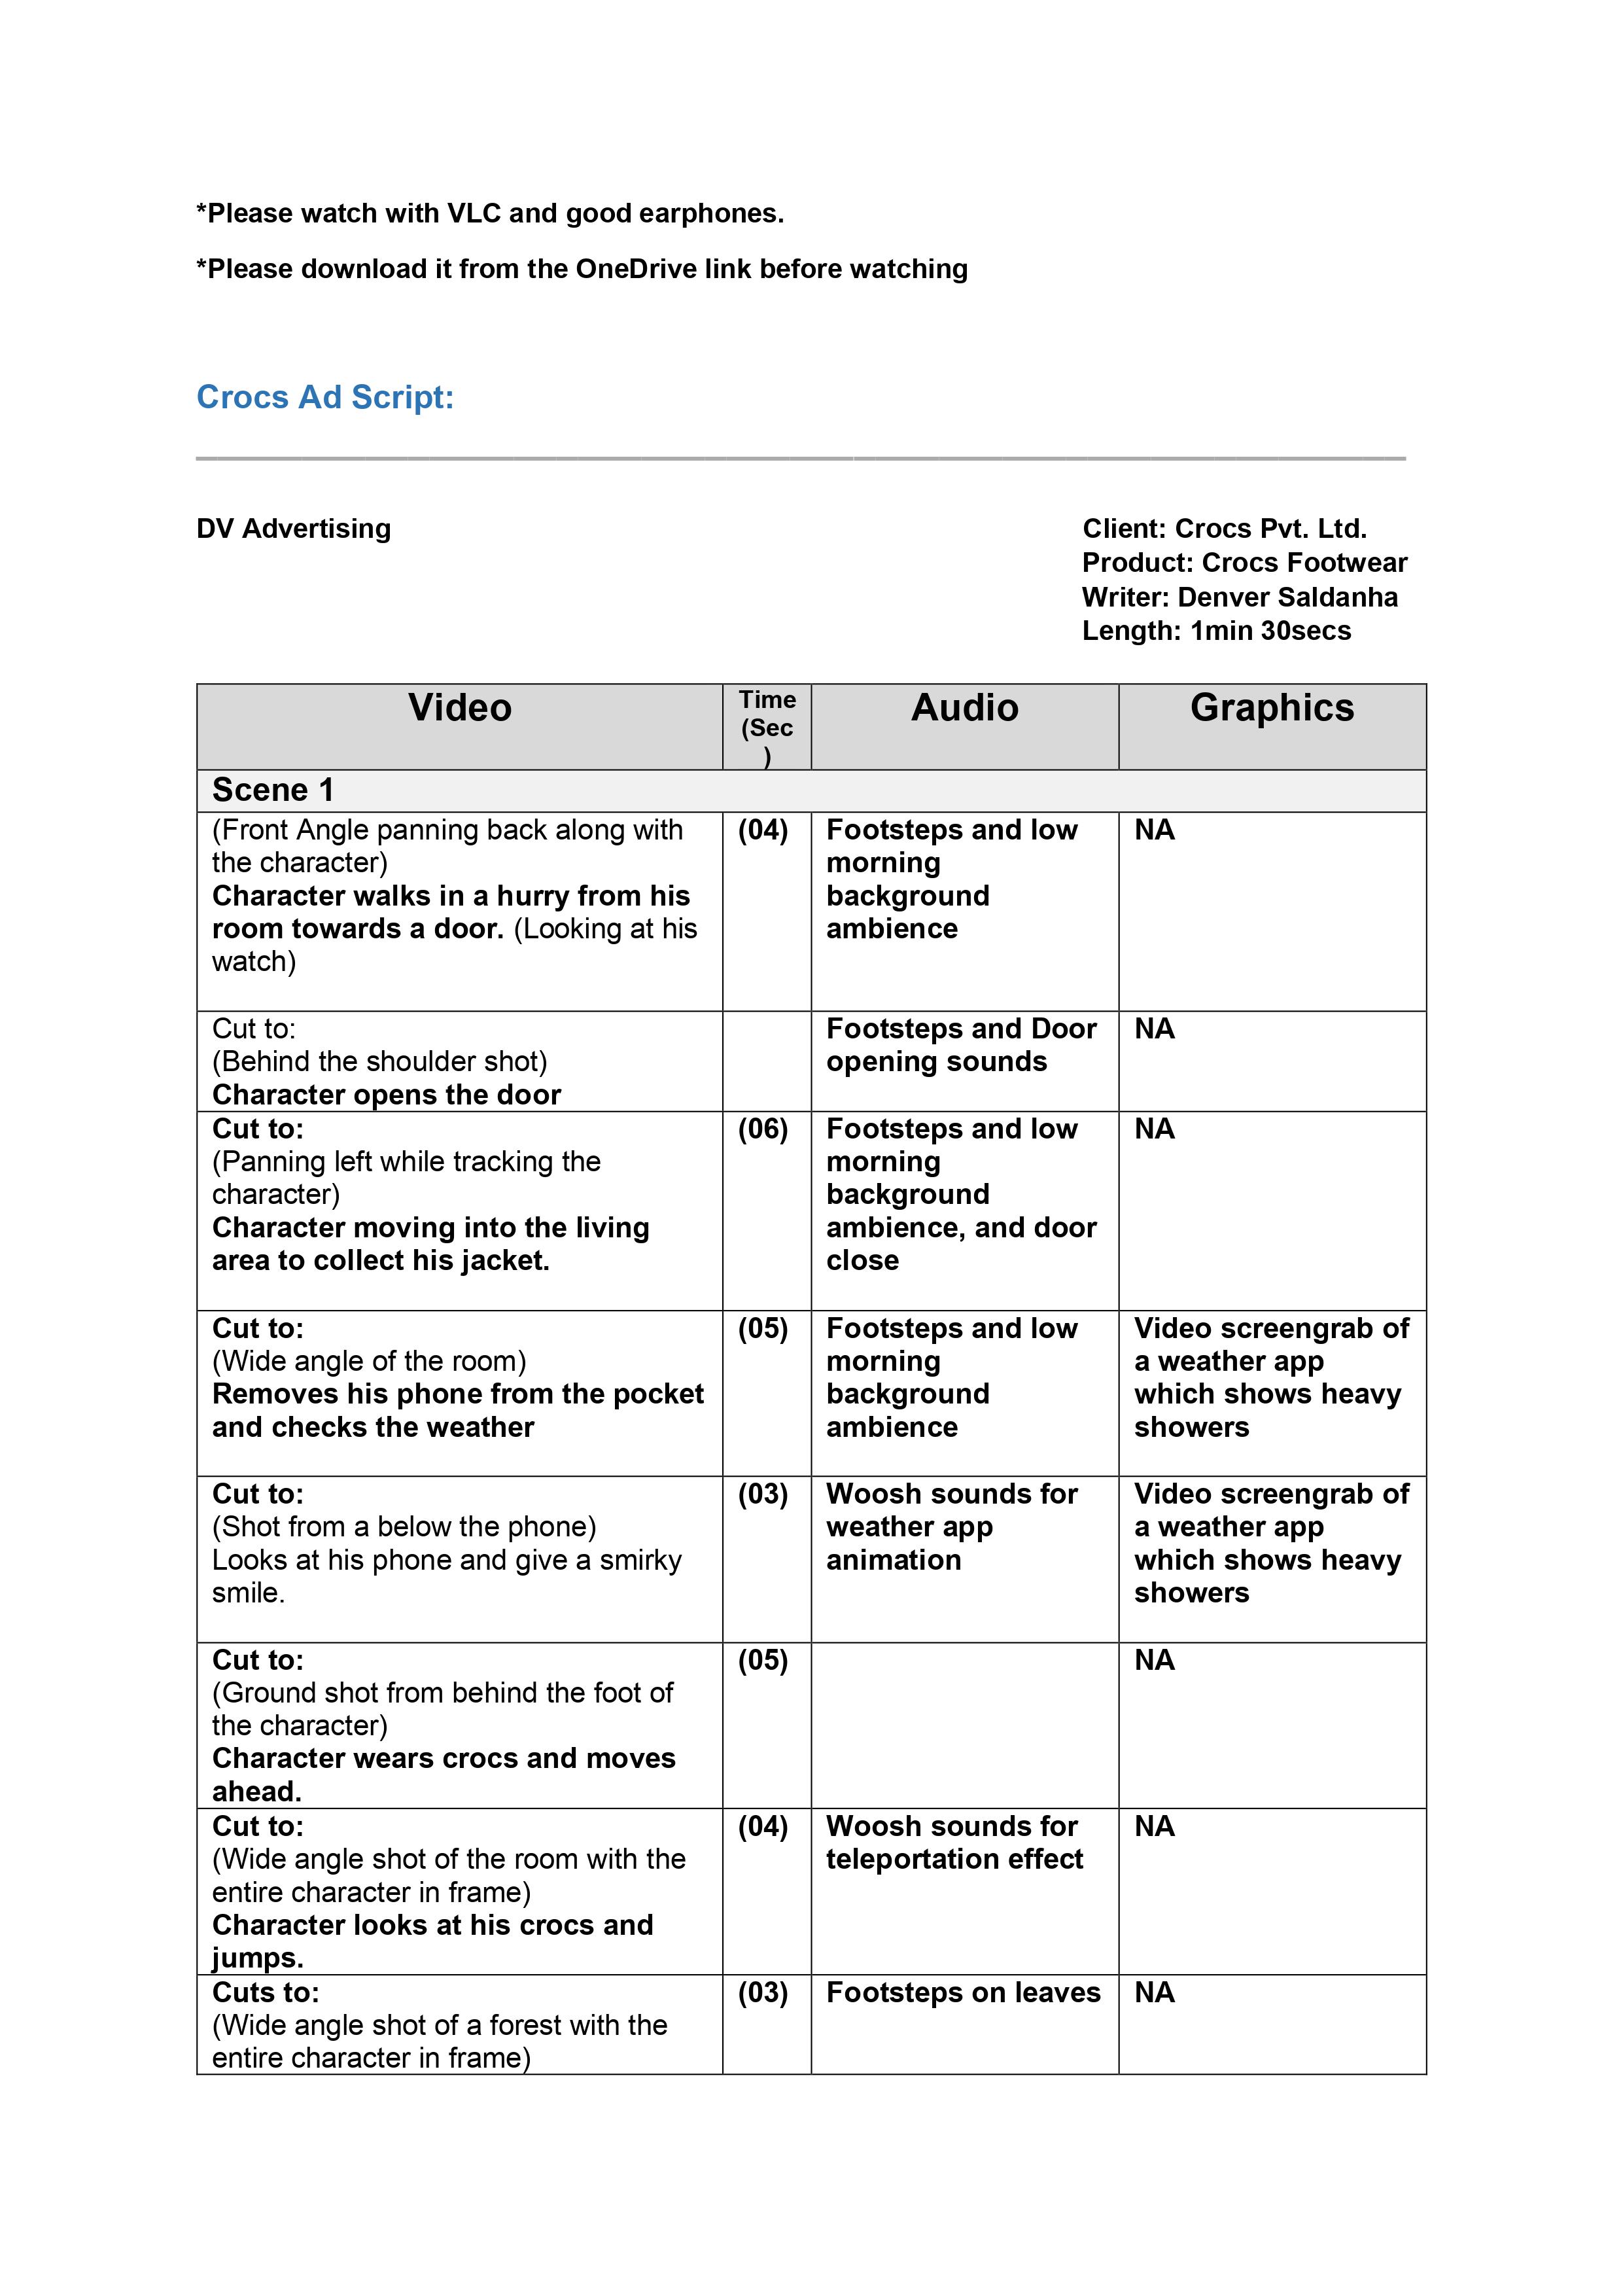 *Please watch with VLC and good earphones.
*Please download it from the OneDrive link before watching
Crocs Ad Script:
DV Advertising
Client: Crocs Pvt. Ltd.
Product: Crocs Footwear
Writer: Denver Saldanha
Length: 1min 30secs
Video
Time
(Sec
)
Audio
Graphics
Scene 1
(Front Angle panning back along with
the character)
Character walks in a hurry from his
room towards a door. (Looking at his
watch)
(04)
Footsteps and low
morning
background
ambience
NA
Cut to:
(Behind the shoulder shot)
Character opens the door
Footsteps and Door
opening sounds
NA
Cut to:
(Panning left while tracking the
character)
Character moving into the living
area to collect his jacket.
(06)
Footsteps and low
morning
background
ambience, and door
close
NA
Cut to:
(Wide angle of the room)
Removes his phone from the pocket
and checks the weather
(05)
Footsteps and low
morning
background
ambience
Video screengrab of
a weather app
which shows heavy
showers
Cut to:
(Shot from a below the phone)
Looks at his phone and give a smirky
smile.
(03)
Woosh sounds for
weather app
animation
Video screengrab of
a weather app
which shows heavy
showers
Cut to:
(Ground shot from behind the foot of
the character)
Character wears crocs and moves
ahead.
(05)
NA
Cut to:
(Wide angle shot of the room with the
entire character in frame)
Character looks at his crocs and
jumps.
(04)
Woosh sounds for
teleportation effect
NA
Cuts to:
(Wide angle shot of a forest with the
entire character in frame)
(03)
Footsteps on leaves
NA